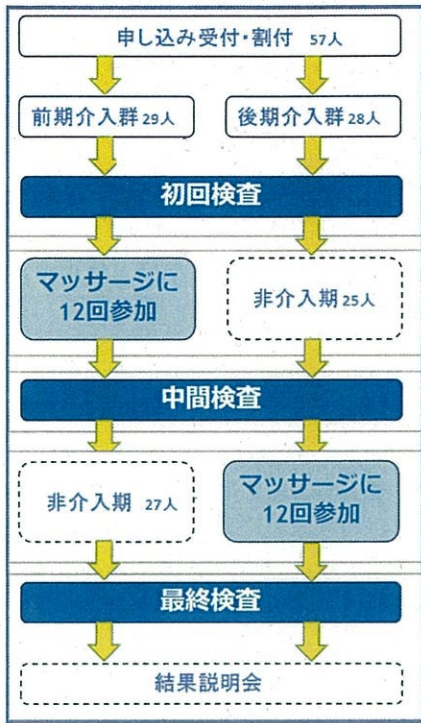 申し込み受付・割付 57人
前期介入群 29人
後期介入群 28人
初回検査
マッサージに
12回参加
非介入期 25人
中間検査
非介入期 27人
マッサージに
12回参加
最終検査
結果説明会